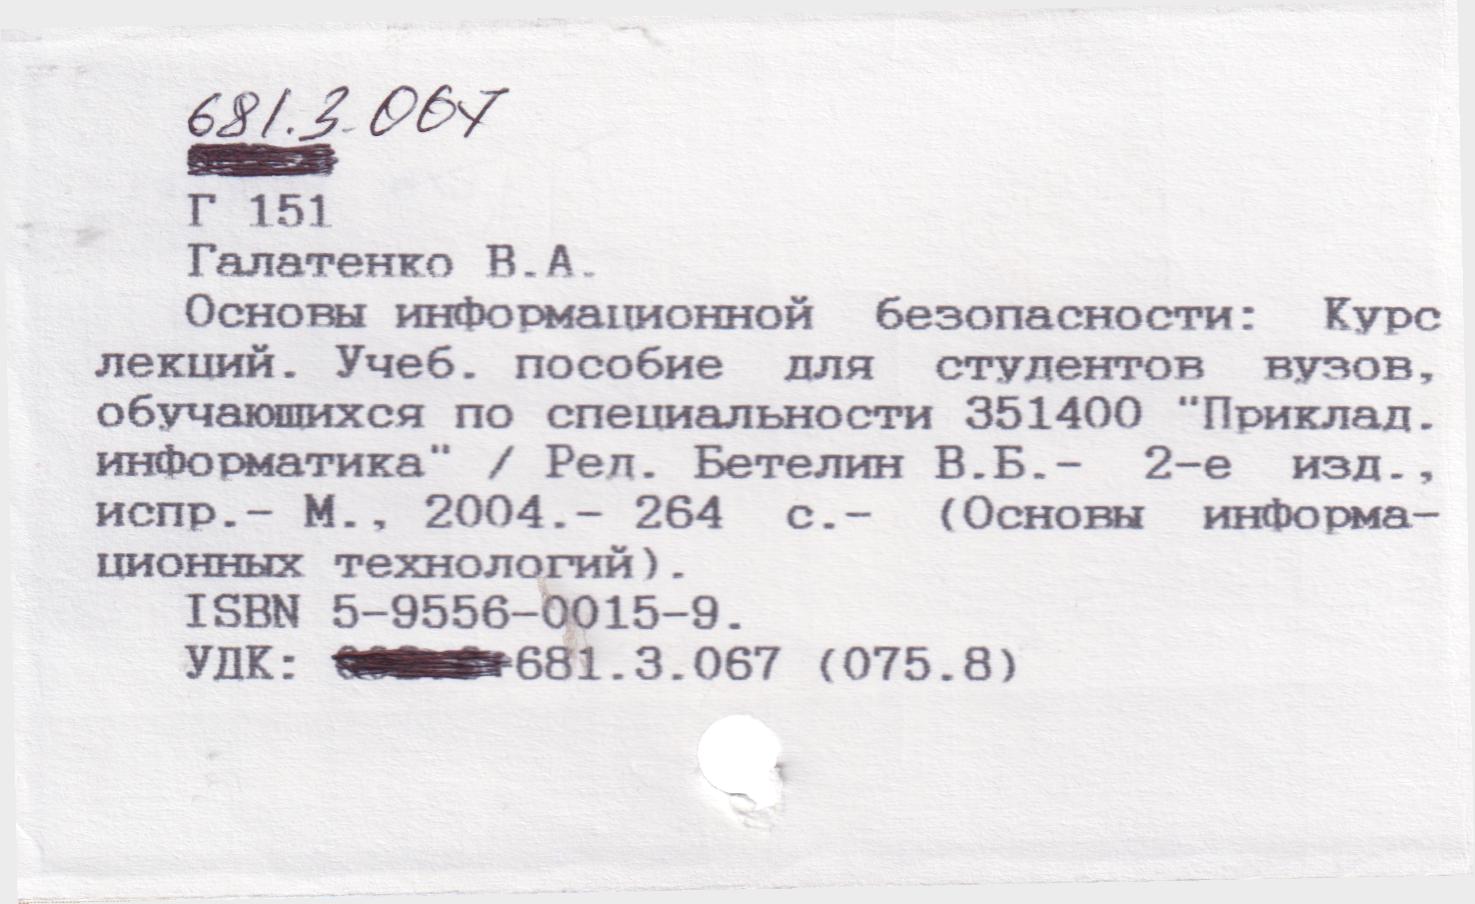 681.3.067
Г 151
Галатенко В.А.
Основы информационной безопасности: Курс
лекций. Учеб. пособие для студентов вузов,
обучающихся по специальности 351400 "Приклад.
информатика" / Ред. Бетелин В.Б.- 2-е изд.,
испр.- М., 2004.- 264 с.- (Основы информа-
ционных технологий).
ISBN 5-9556-0015-9.
УДК: 681.3.067 (075.8)